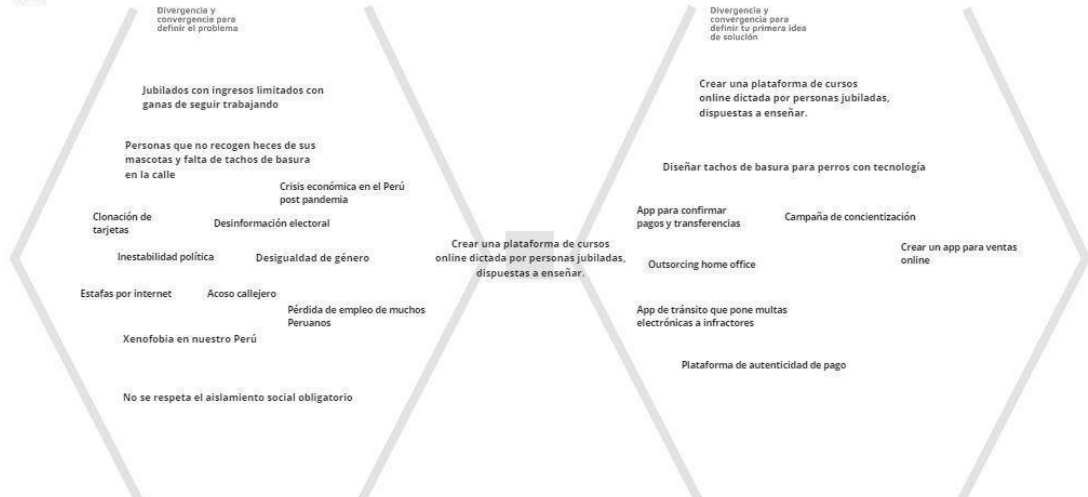 Divergencia y
convergencia para
definir el problema
Jubilados con ingresos limitados con
ganas de seguir trabajando
Personas que no recogen heces de sus
mascotas y falta de tachos de basura
en la calle
Crisis económica en el Perú
post pandemia
Clonación de
tarjetas
Desinformación electoral
Inestabilidad política
Desigualdad de género
Estafas por internet
Acoso callejero
Pérdida de empleo de muchos
Peruanos
Xenofobia en nuestro Perú
No se respeta el aislamiento social obligatorio
Crear una plataforma de cursos
online dictada por personas jubiladas,
dispuestas a enseñar.
Divergencia y
convergencia para
definir tu primera idea
de solución
Crear una plataforma de cursos
online dictada por personas jubiladas,
dispuestas a enseñar.
Diseñar tachos de basura para perros con tecnología
App para confirmar
pagos y transferencias
Campaña de concientización
Crear un app para ventas
online
Outsorcing home office
App de tránsito que pone multas
electrónicas a infractores
Plataforma de autenticidad de pago